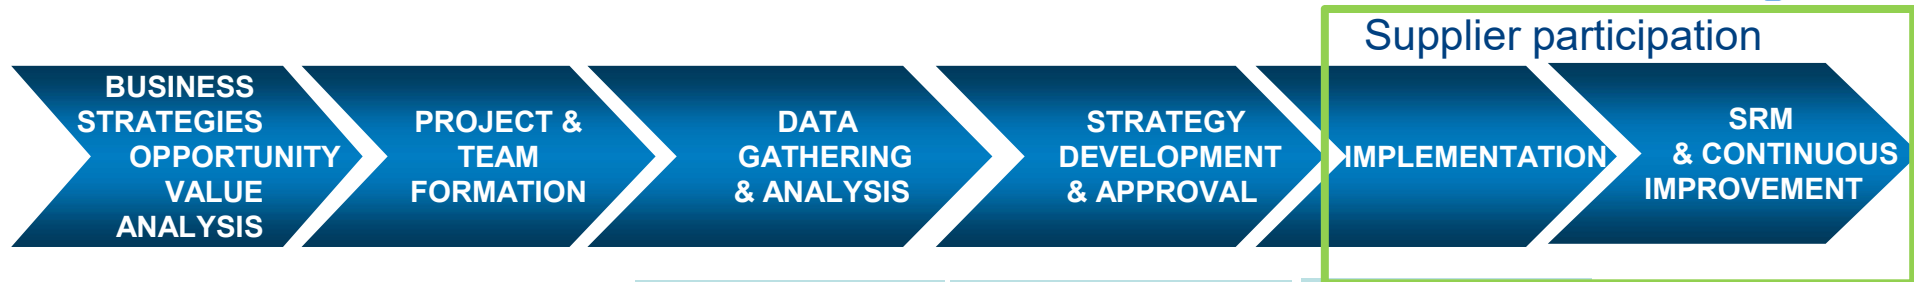 Supplier participation
BUSINESS
STRATEGIES
OPPORTUNITY
VALUE
ANALYSIS
PROJECT &
TEAM
FORMATION
DATA
GATHERING
& ANALYSIS
STRATEGY
DEVELOPMENT
& APPROVAL
IMPLEMENTATION
SRM
& CONTINUOUS
IMPROVEMENT